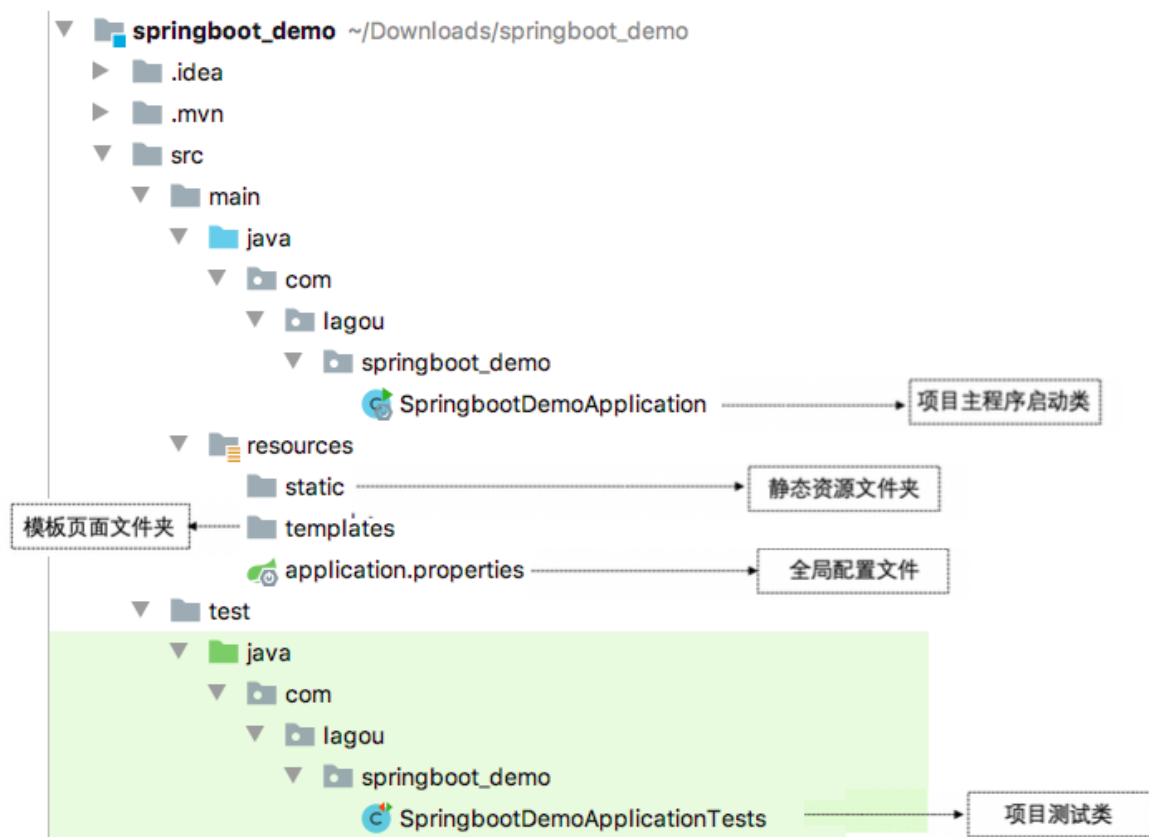 springboot_demo ~/Downloads/springboot_demo
.idea
.mvn
src
main
java
com
lagou
springboot_demo
SpringbootDemoApplication 项目主程序启动类
resources
static 静态资源文件夹
模板页面文件夹 templates
application.properties 全局配置文件
test
java
com
lagou
springboot_demo
SpringbootDemoApplicationTests 项目测试类